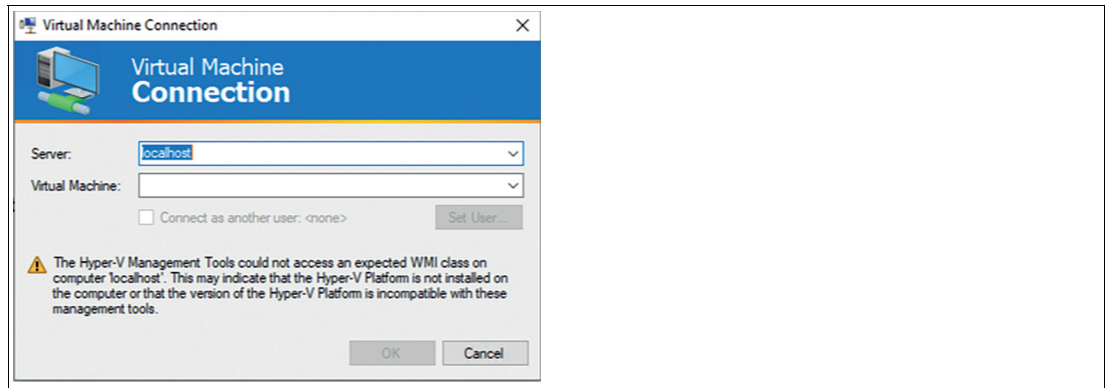 Virtual Machine Connection
Virtual Machine
Connection
Server:
localhost
Virtual Machine:
Connect as another user: <none>
Set User...
The Hyper-V Management Tools could not access an expected WMI class on
computer 'localhost'. This may indicate that the Hyper-V Platform is not installed on
the computer or that the version of the Hyper-V Platform is incompatible with these
management tools.
OK
Cancel